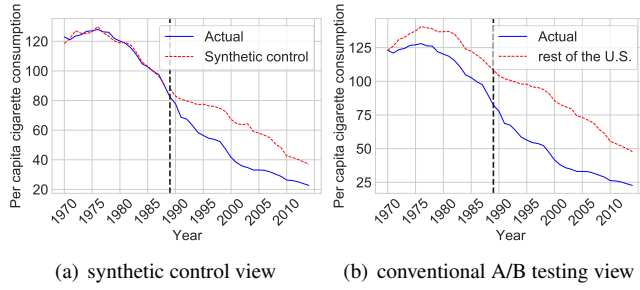 Per capita cigarette consumption
120
100
80
60
40
20
Actual
Synthetic control
1970
1975
1980
1985
1990
1995
2000
2005
2010
Year
(a) synthetic control view
Per capita cigarette consumption
125
100
75
50
25
Actual
rest of the U.S.
1970
1975
1980
1985
1990
1995
2000
2005
2010
Year
(b) conventional A/B testing view